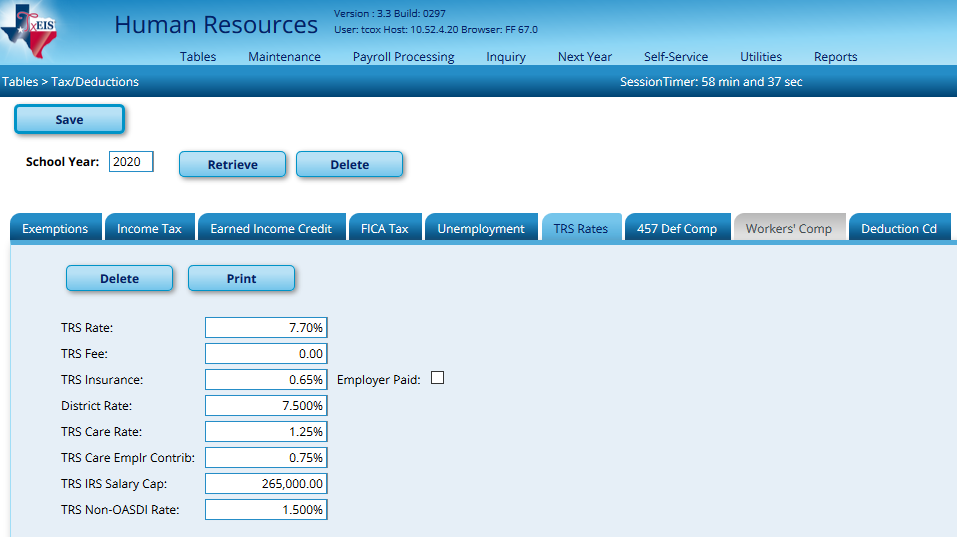 TxEIS
Human Resources
Version : 3.3 Build: 0297
User: tcox Host: 10.52.4.20 Browser: FF 67.0
Tables Maintenance Payroll Processing Inquiry Next Year Self-Service Utilities Reports
Tables > Tax/Deductions SessionTimer: 58 min and 37 sec
Save
School Year: 2020 Retrieve Delete
Exemptions Income Tax Earned Income Credit FICA Tax Unemployment TRS Rates 457 Def Comp Workers' Comp Deduction Cd
Delete Print
TRS Rate: 7.70%
TRS Fee: 0.00
TRS Insurance: 0.65% Employer Paid:
District Rate: 7.500%
TRS Care Rate: 1.25%
TRS Care Emplr Contrib: 0.75%
TRS IRS Salary Cap: 265,000.00
TRS Non-OASDI Rate: 1.500%